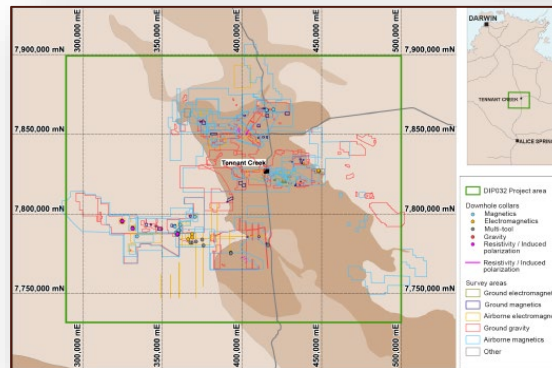 300,000 mE
350,000 mE
400,000 mE
450,000 mE
500,000 mE
7,900,000 mN
7,900,000 mN
7,850,000 mN
7,850,000 mN
Tennant Creek
7,800,000 mN
7,800,000 mN
7,750,000 mN
7,750,000 mN
300,000 mE
350,000 mE
400,000 mE
450,000 mE
500,000 mE
DARWIN
TENNANT CREEK
ALICE SPRING
DIP032 Project area
Downhole collars
Magnetics
Electromagnetics
Multi-tool
Gravity
Resistivity / Induced
polarization
Resistivity / Induced
polarization
Survey areas
Ground electromagnet
Ground magnetics
Airborne electromagnet
Ground gravity
Airborne magnetics
Other